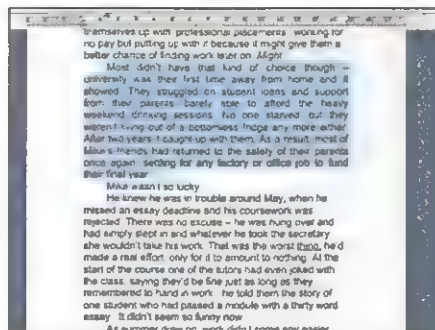 themselves up with professional placements working for
no pay but putting up with it because it might give them a
better chance of finding work later on. Alright
Most didn't have that kind of choice though –
university was their first time away from home and it
showed. They struggled on student loans and support
from their parents barely able to afford the heavy
weekend drinking sessions. No one starved but they
weren't living out of a bottomless fridge any more either.
After two years it caught up with them. As a result, most of
Mike's friends had returned to the safety of their parents
once again, settling for any factory or office job to fund
their final year.
Mike wasn't so lucky
He knew he was in trouble around May, when he
missed an essay deadline and his coursework was
rejected. There was no excuse – he was hung over and
had simply slept in and whatever he took the secretary
she wouldn't take his work. That was the worst thing, he'd
made a real effort, only for it to amount to nothing. At the
start of the course one of the tutors had even joked with
the class, saying they'd be fine just as long as they
remembered to hand in work he told them the story of
one student who had passed a module with a thirty word
essay. It didn't seem so funny now
As summer drew on, work didn't come any easier